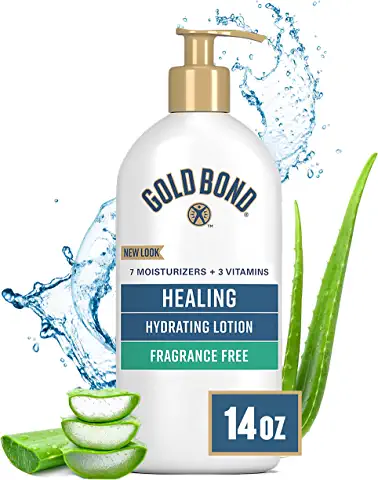 GOLD BOND
NEW LOOK
7 MOISTURIZERS + 3 VITAMINS
HEALING
HYDRATING LOTION
FRAGRANCE FREE
14 OZ